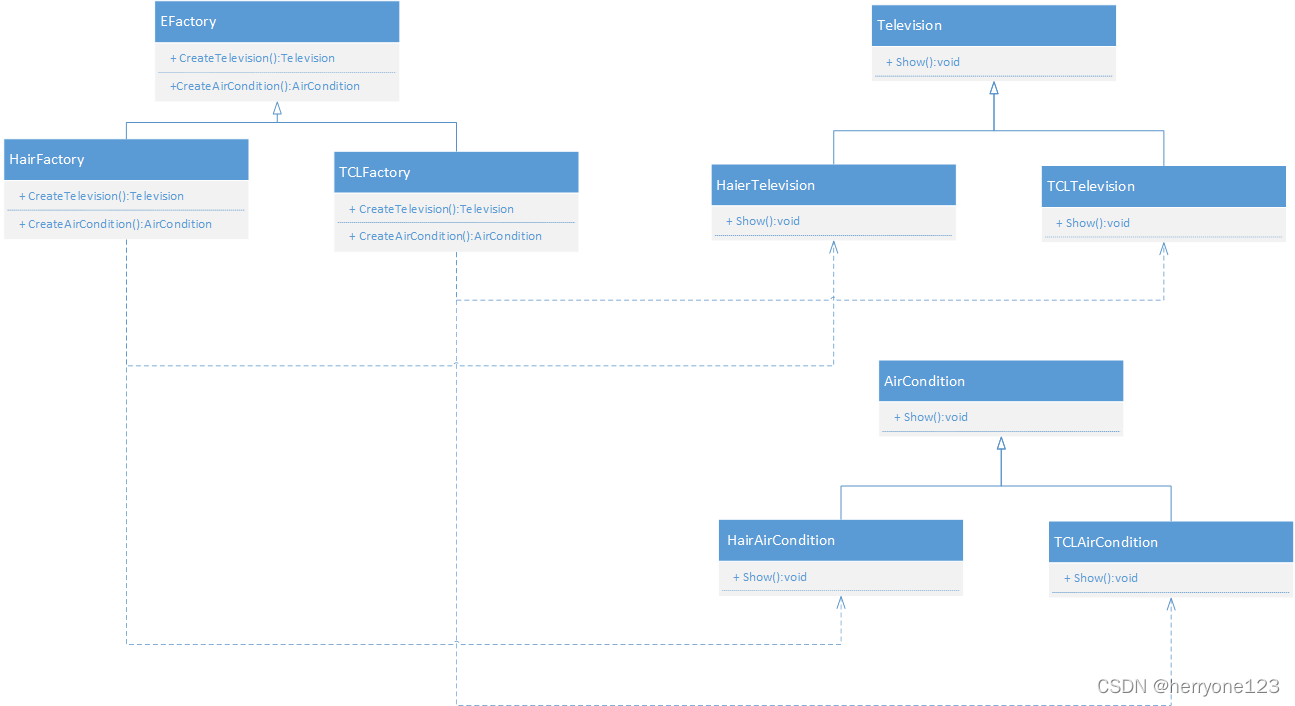 EFactory
+ CreateTelevision():Television
+CreateAirCondition():AirCondition
Television
+ Show():void
HairFactory
+ CreateTelevision():Television
+ CreateAirCondition():AirCondition
TCLFactory
+ CreateTelevision():Television
+ CreateAirCondition():AirCondition
HaierTelevision
+ Show():void
TCLTelevision
+ Show():void
AirCondition
+ Show():void
HairAirCondition
+ Show():void
TCLAirCondition
+ Show():void
CSDN @herryone123